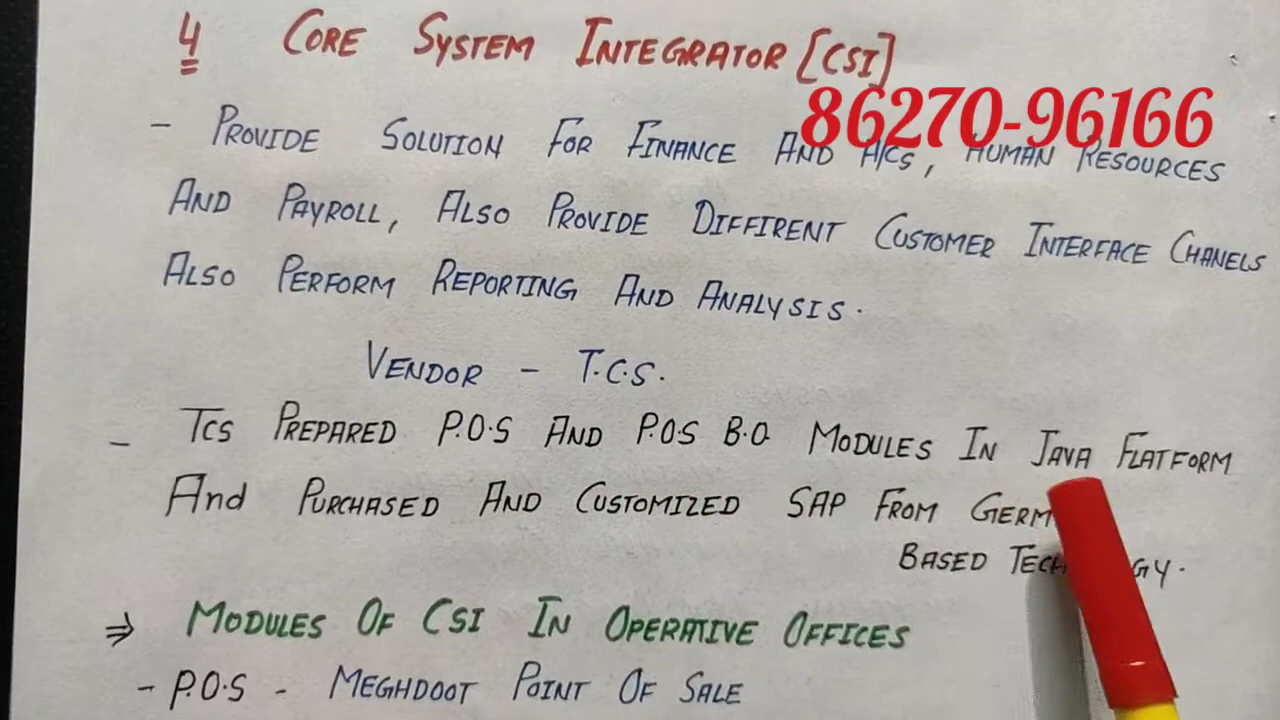 4 CORE SYSTEM INTEGRATOR [CSI]
86270-96166
- PROVIDE SOLUTION FOR FINANCE AND A/CS, HUMAN RESOURCES
AND PAYROLL, ALSO PROVIDE DIFFIRENT CUSTOMER INTERFACE CHANELS
ALSO PERFORM REPORTING AND ANALYSIS.
VENDOR - T.C.S.
- TCS PREPARED P.O.S AND P.O.S B.O MODULES IN JAVA FLATFORM
And PURCHASED AND CUSTOMIZED SAP FROM
BASED
⇒ MODULES OF CSI IN OPERATIVE OFFICES
- P.O.S - MEGHDOOT POINT OF SALE